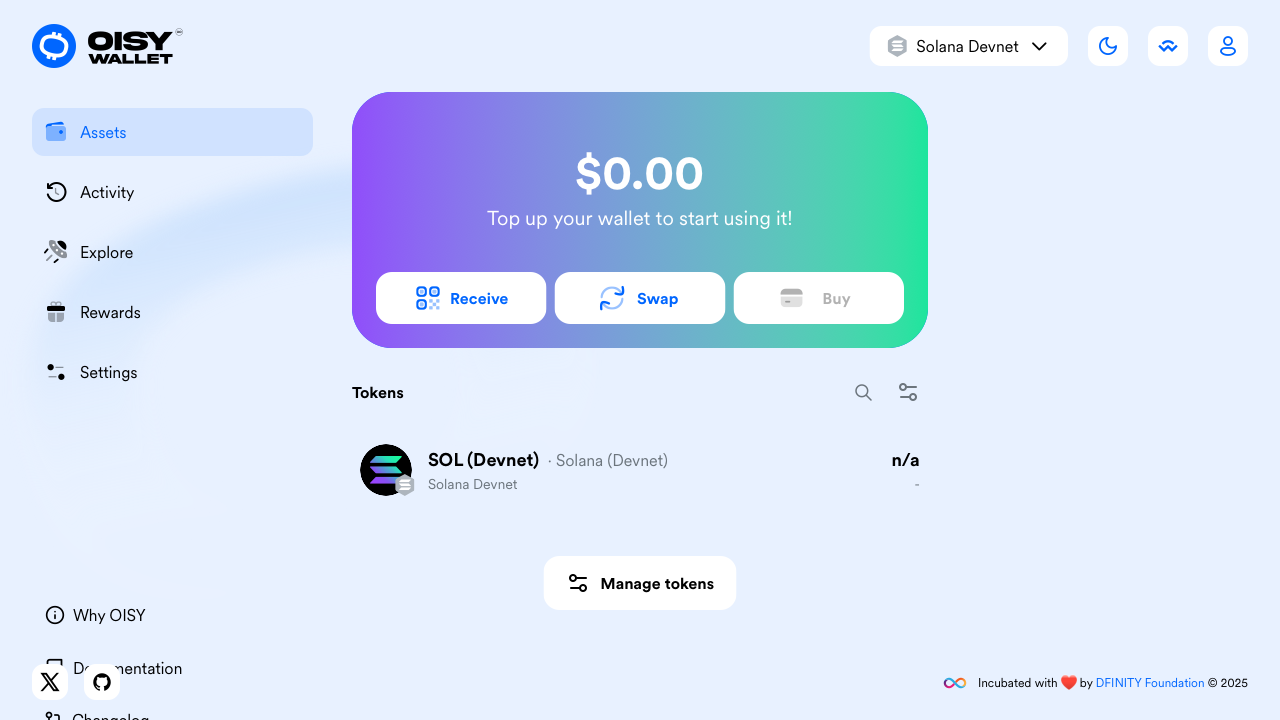 OISY
WALLET
Solana Devnet
Assets
Activity
Explore
Rewards
Settings
$0.00
Top up your wallet to start using it!
Receive
Swap
Buy
Tokens
SOL (Devnet) · Solana (Devnet)
Solana Devnet
n/a
-
Manage tokens
Why OISY
Documentation
Changelog
Incubated with ❤️ by DFINITY Foundation © 2025